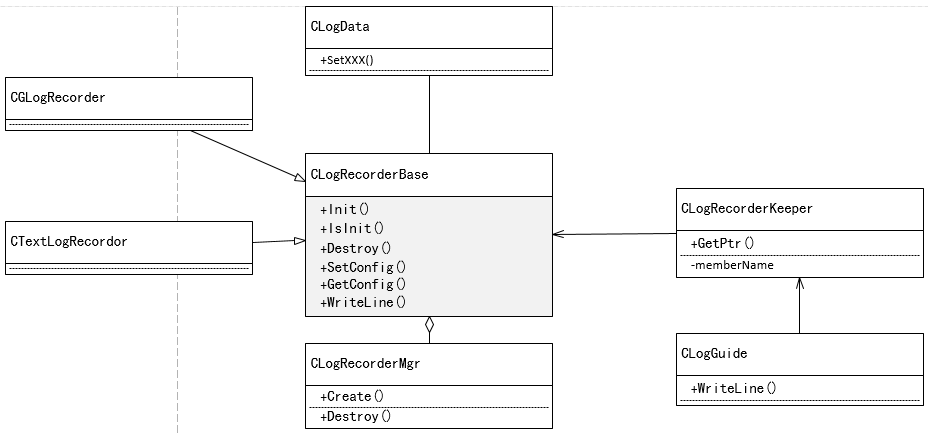 CLogData
+SetXXX()
CGLogRecorder
CLogRecorderBase
+Init()
+IsInit()
+Destroy()
+SetConfig()
+GetConfig()
+WriteLine()
CTextLogRecordor
CLogRecorderKeeper
+GetPtr()
-memberName
CLogRecorderMgr
+Create()
+Destroy()
CLogGuide
+WriteLine()